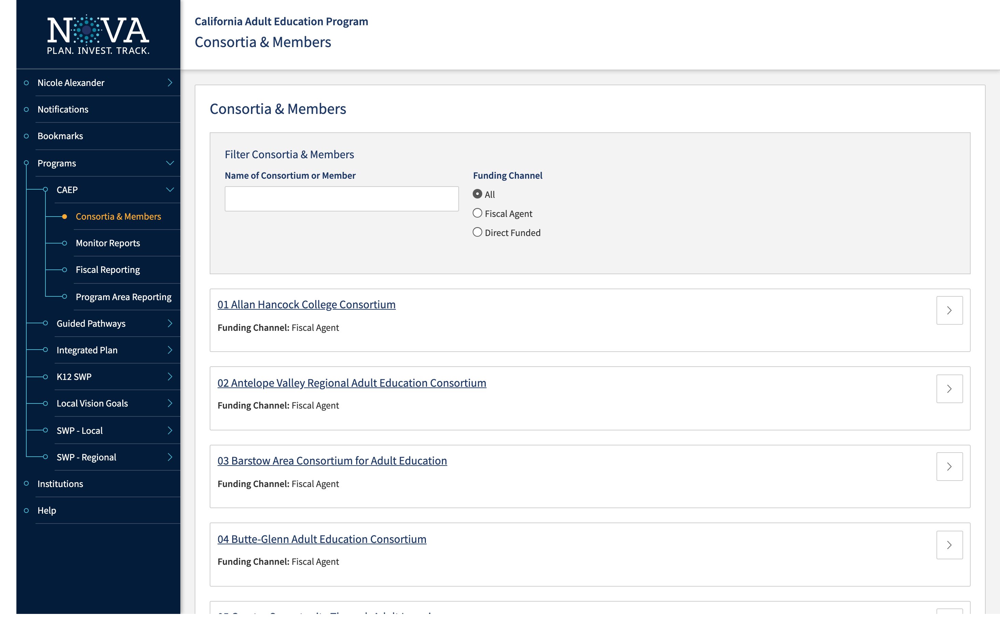 NOVA
PLAN. INVEST. TRACK.
Nicole Alexander
Notifications
Bookmarks
Programs
CAEP
Consortia & Members
Monitor Reports
Fiscal Reporting
Program Area Reporting
Guided Pathways
Integrated Plan
K12 SWP
Local Vision Goals
SWP - Local
SWP - Regional
Institutions
Help
California Adult Education Program
Consortia & Members
Consortia & Members
Filter Consortia & Members
Name of Consortium or Member
Funding Channel
All
Fiscal Agent
Direct Funded
01 Allan Hancock College Consortium
Funding Channel: Fiscal Agent
02 Antelope Valley Regional Adult Education Consortium
Funding Channel: Fiscal Agent
03 Barstow Area Consortium for Adult Education
Funding Channel: Fiscal Agent
04 Butte-Glenn Adult Education Consortium
Funding Channel: Fiscal Agent